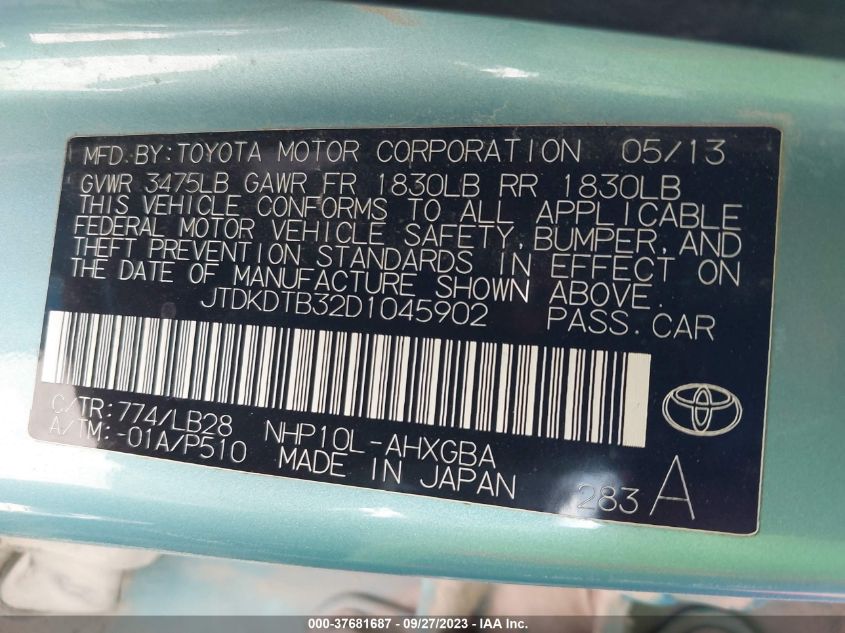 MFD.BY:TOYOTA MOTOR CORPORATION 05/13
GVWR 3475LB GAWR FR 1830LB RR 1830LB
THIS VEHICLE CONFORMS TO ALL APPLICABLE
FEDERAL MOTOR VEHICLE SAFETY, BUMPER, AND
THEFT PREVENTION STANDARDS IN EFFECT ON
THE DATE OF MANUFACTURE SHOWN ABOVE.
JTDKDTB32D1045902 PASS.CAR
C/TR:774/LB28
A/TM:-01A/P510
NHP10L-AHXGBA
MADE IN JAPAN
283 A
000-37681687 - 09/27/2023 - IAA Inc.